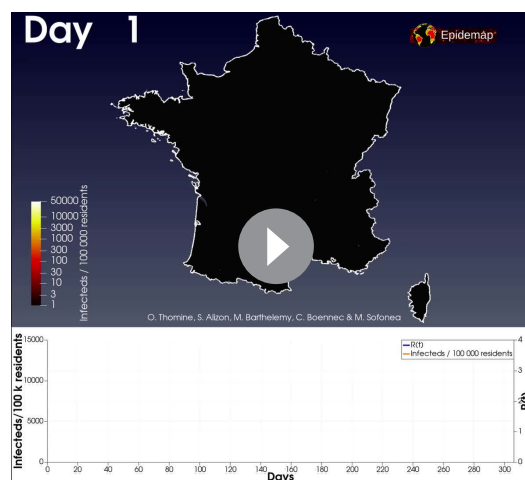 Day 1
Epidemap
50000
10000
3000
1000
300
100
30
10
3
1
Infecteds / 100 000 residents
O. Thomine, S. Alizon, M. Barthelemy, C. Boennec & M. Sofonea
Infecteds/100 k residents
15000
10000
5000
0
R(t)
Infecteds / 100 000 residents
4
3
2
1
0
R(t)
0 20 40 60 80 100 120 140 160 180 200 220 240 260 280 300
Days